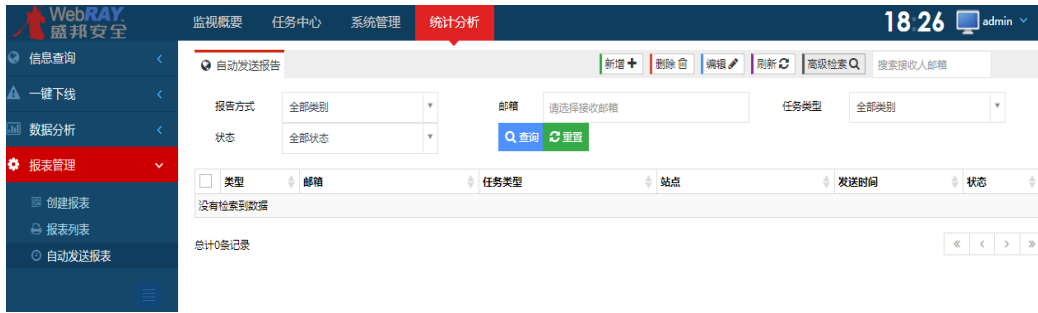 WebRAY.
盛邦安全
监视概要 任务中心 系统管理 统计分析 18:26 admin
信息查询
一键下线
数据分析
报表管理
创建报表
报表列表
自动发送报表
自动发送报告 新增 删除 编辑 刷新 高级检索 搜索接收人邮箱
报告方式 全部类别 邮箱 请选择接收邮箱 任务类型 全部类别
状态 全部状态 查询 重置
类型 邮箱 任务类型 站点 发送时间 状态
没有检索到数据
总计0条记录